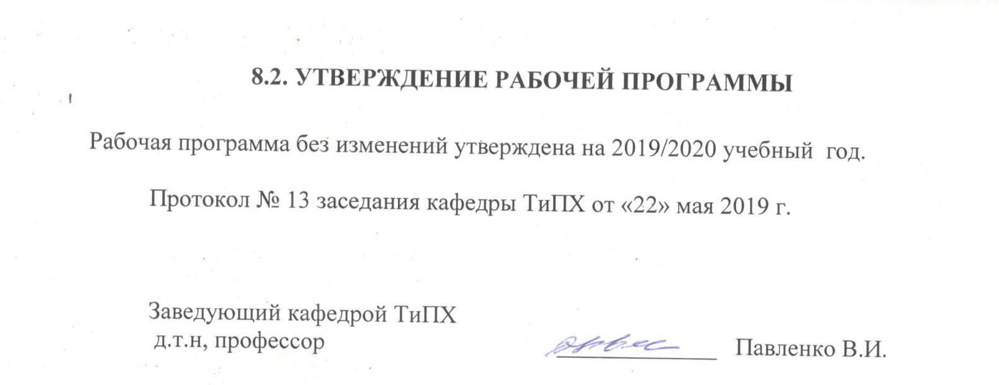 8.2. УТВЕРЖДЕНИЕ РАБОЧЕЙ ПРОГРАММЫ
Рабочая программа без изменений утверждена на 2019/2020 учебный год.
Протокол № 13 заседания кафедры ТиПХ от «22» мая 2019 г.
Заведующий кафедрой ТиПХ
д.т.н, профессор
Павленко В.И.